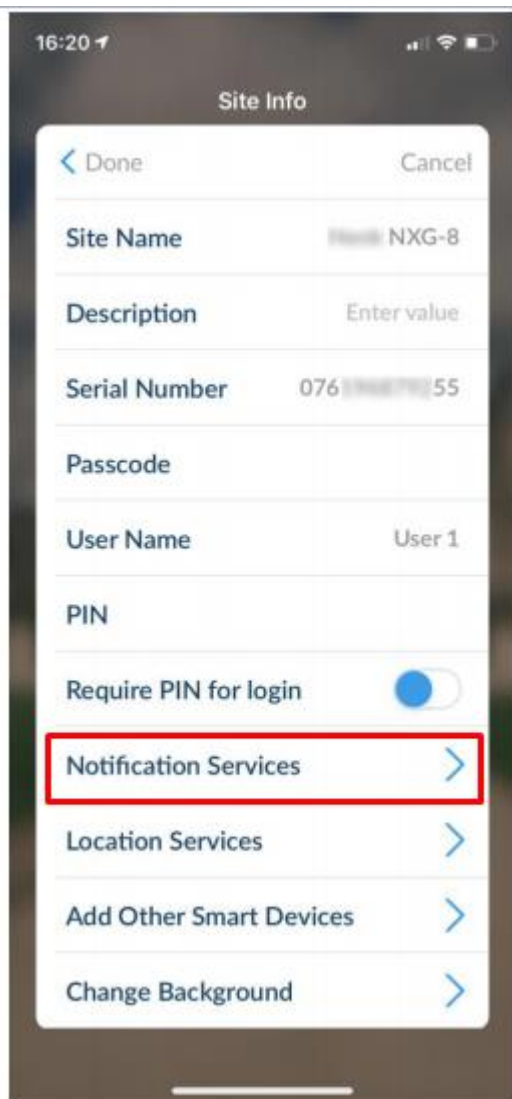 16:20
Site Info
Done Cancel
Site Name NXG-8
Description Enter value
Serial Number 076 55
Passcode
User Name User 1
PIN
Require PIN for login
Notification Services
Location Services
Add Other Smart Devices
Change Background